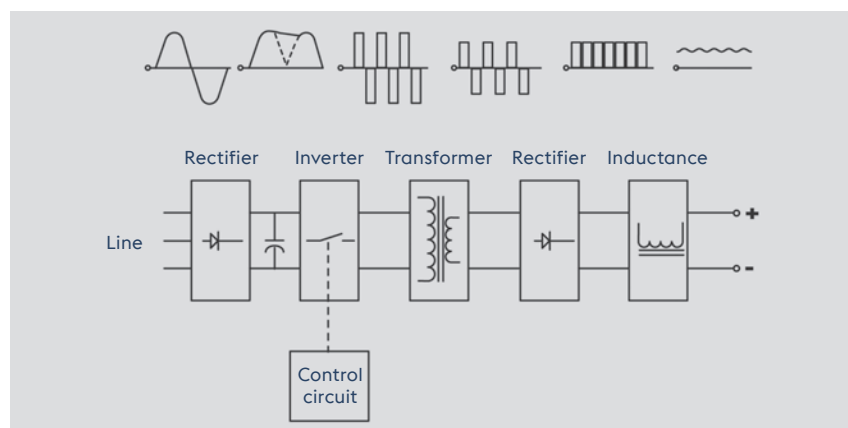 Rectifier Inverter Transformer Rectifier Inductance
Line
+
-
Control
circuit